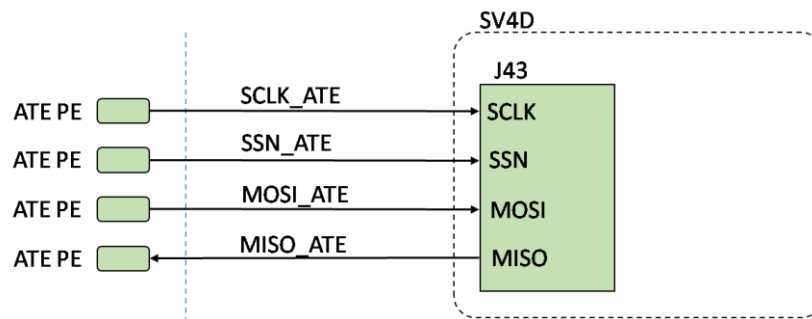 SV4D
J43
ATE PE SCLK_ATE SCLK
ATE PE SSN_ATE SSN
ATE PE MOSI_ATE MOSI
ATE PE MISO_ATE MISO